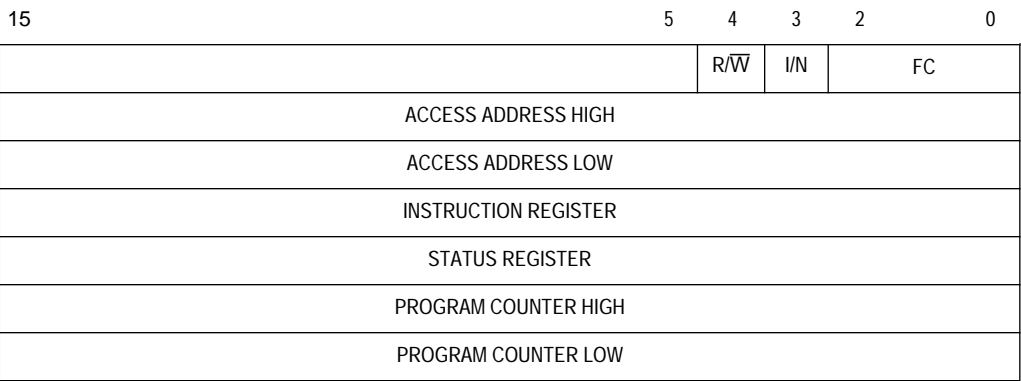 15 5 4 3 2 0
R/W̅ I/N FC
ACCESS ADDRESS HIGH
ACCESS ADDRESS LOW
INSTRUCTION REGISTER
STATUS REGISTER
PROGRAM COUNTER HIGH
PROGRAM COUNTER LOW